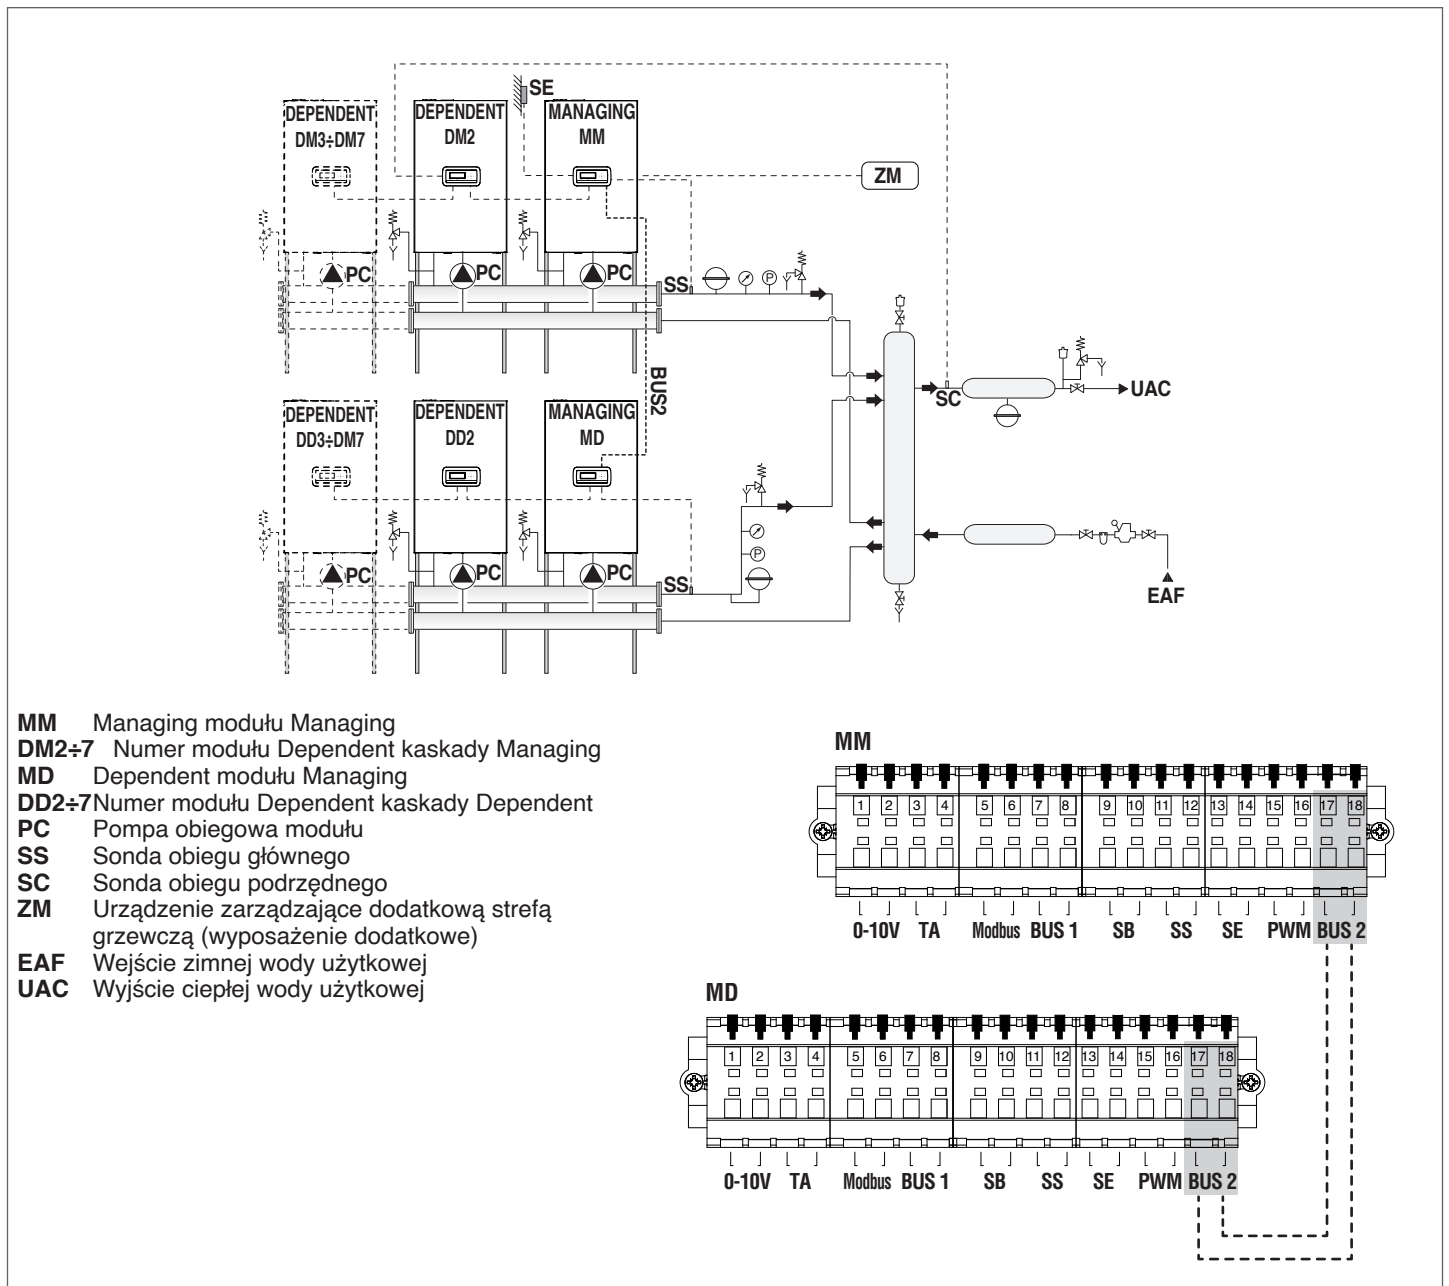 SE
DEPENDENT
DM3÷DM7
DEPENDENT
DM2
MANAGING
MM
ZM
PC
PC
PC
SS
P
BUS2
SC
UAC
DEPENDENT
DD3÷DM7
DEPENDENT
DD2
MANAGING
MD
P
PC
PC
PC
SS
EAF
MM Managing modułu Managing
DM2÷7 Numer modułu Dependent kaskady Managing
MD Dependent modułu Managing
DD2÷7 Numer modułu Dependent kaskady Dependent
PC Pompa obiegowa modułu
SS Sonda obiegu głównego
SC Sonda obiegu podrzędnego
ZM Urządzenie zarządzające dodatkową strefą
grzewczą (wyposażenie dodatkowe)
EAF Wejście zimnej wody użytkowej
UAC Wyjście ciepłej wody użytkowej
MM
1 2 3 4 5 6 7 8 9 10 11 12 13 14 15 16 17 18
0-10V TA Modbus BUS 1 SB SS SE PWM BUS 2
MD
1 2 3 4 5 6 7 8 9 10 11 12 13 14 15 16 17 18
0-10V TA Modbus BUS 1 SB SS SE PWM BUS 2